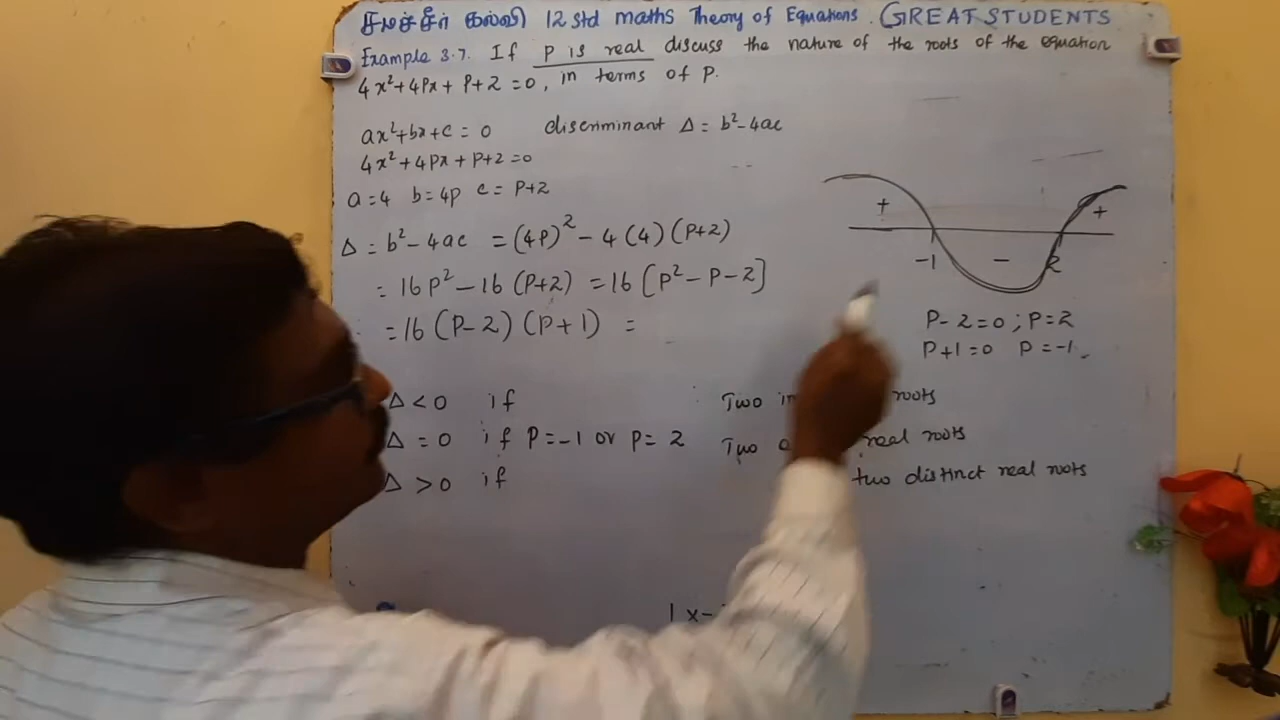 சமச்சீர் கல்வி 12 std maths Theory of Equations. GREAT STUDENTS
Example 3.7. If P is real discuss the nature of the roots of the equation
4x²+4Px+P+2=0, in terms of P.
ax²+bx+c=0 discriminant Δ=b²-4ac
4x²+4Px+P+2=0
a=4 b=4P c=P+2
Δ=b²-4ac =(4P)²-4(4)(P+2)
=16P²-16(P+2) =16[P²-P-2]
=16(P-2)(P+1) =
+ +
-1 - 2
P-2=0; P=2
P+1=0 P=-1.
Δ<0 if Two roots
Δ=0 if P=-1 or P=2 Two real roots
Δ>0 if two distinct real roots